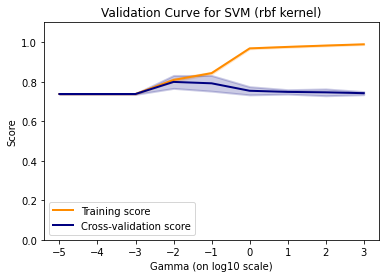 Validation Curve for SVM (rbf kernel)
Score
1.0
0.8
0.6
0.4
0.2
0.0
Training score
Cross-validation score
−5 −4 −3 −2 −1 0 1 2 3
Gamma (on log10 scale)